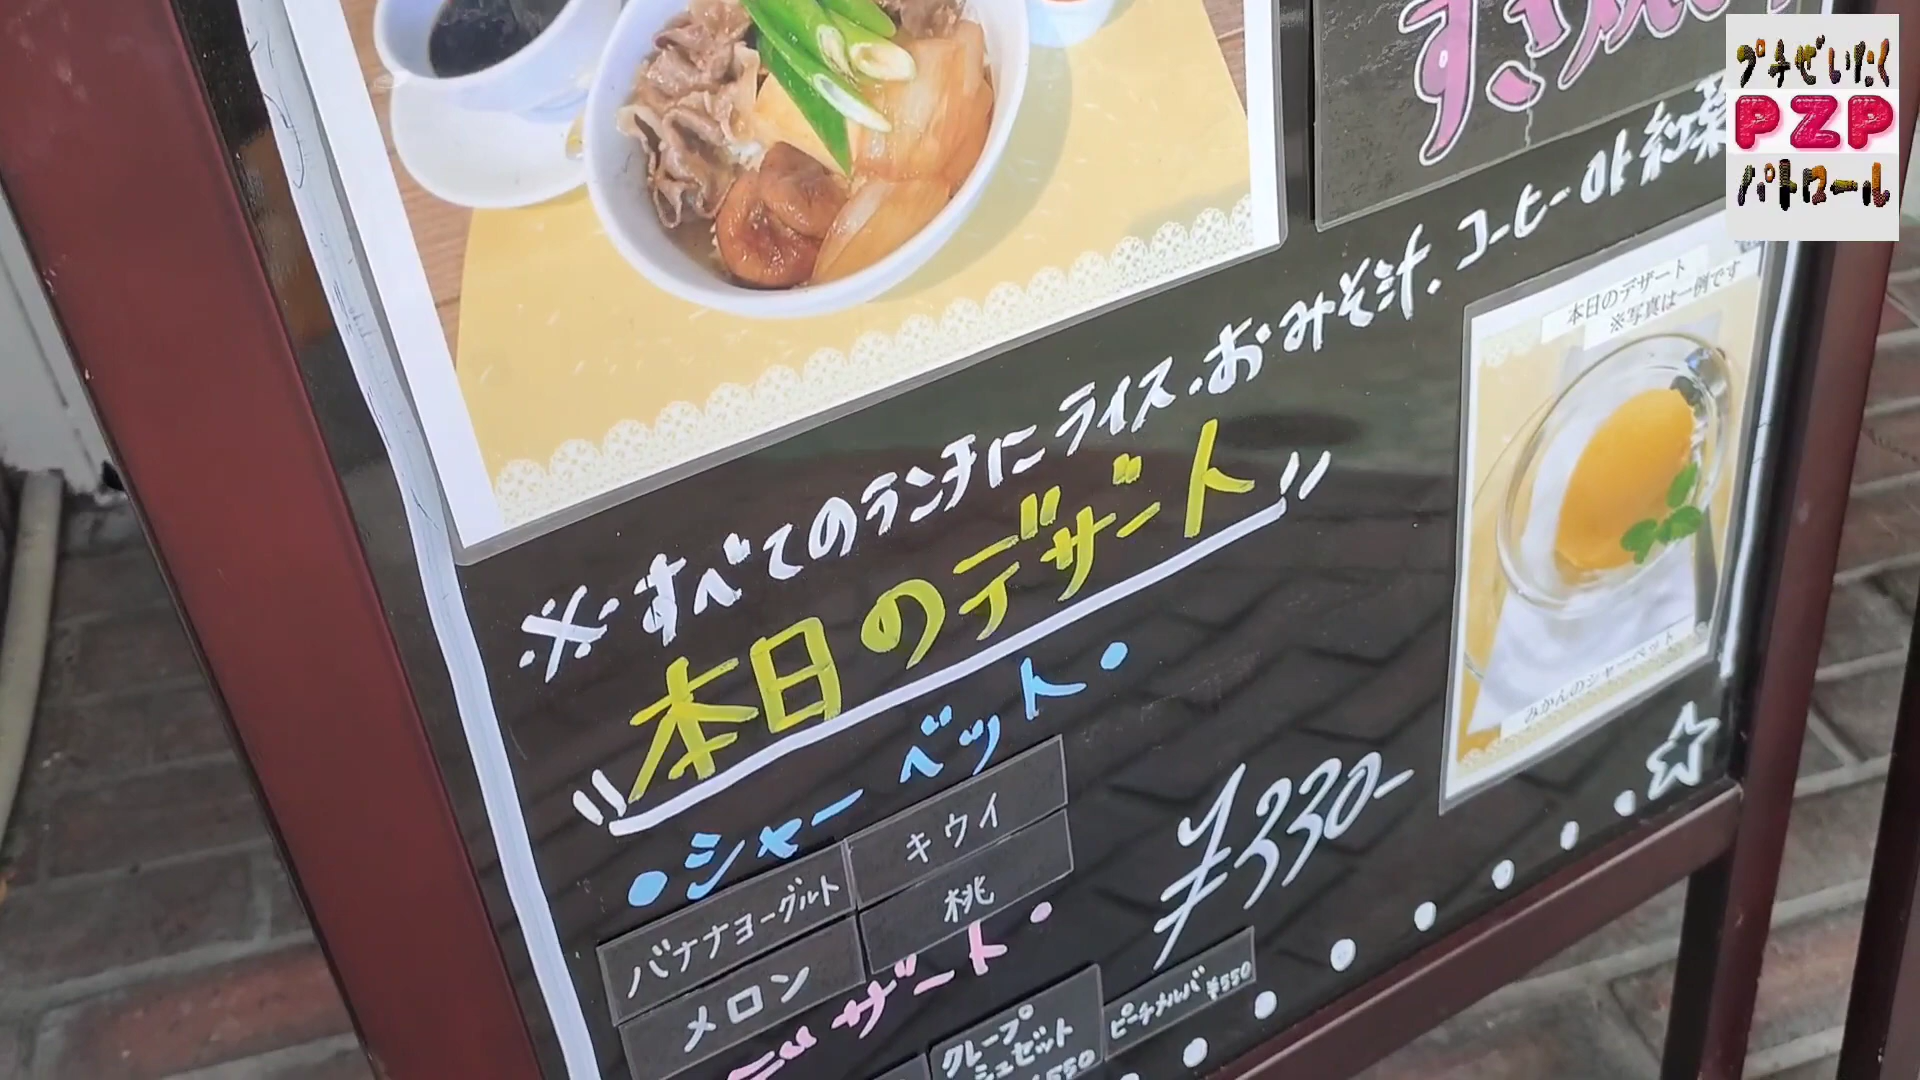 プチぜいたく
PZP
パトロール
すき焼
※すべてのランチにライス、おみそ汁、コーヒーor紅茶
本日のデザート
※写真は一例です
みかんのシャーベット
"本日のデザート"
●シャーベット●
バナナヨーグルト
キウイ
メロン
桃
¥330-
デザート●
クレープ
シュゼット
¥550
ピーチメルバ ¥550